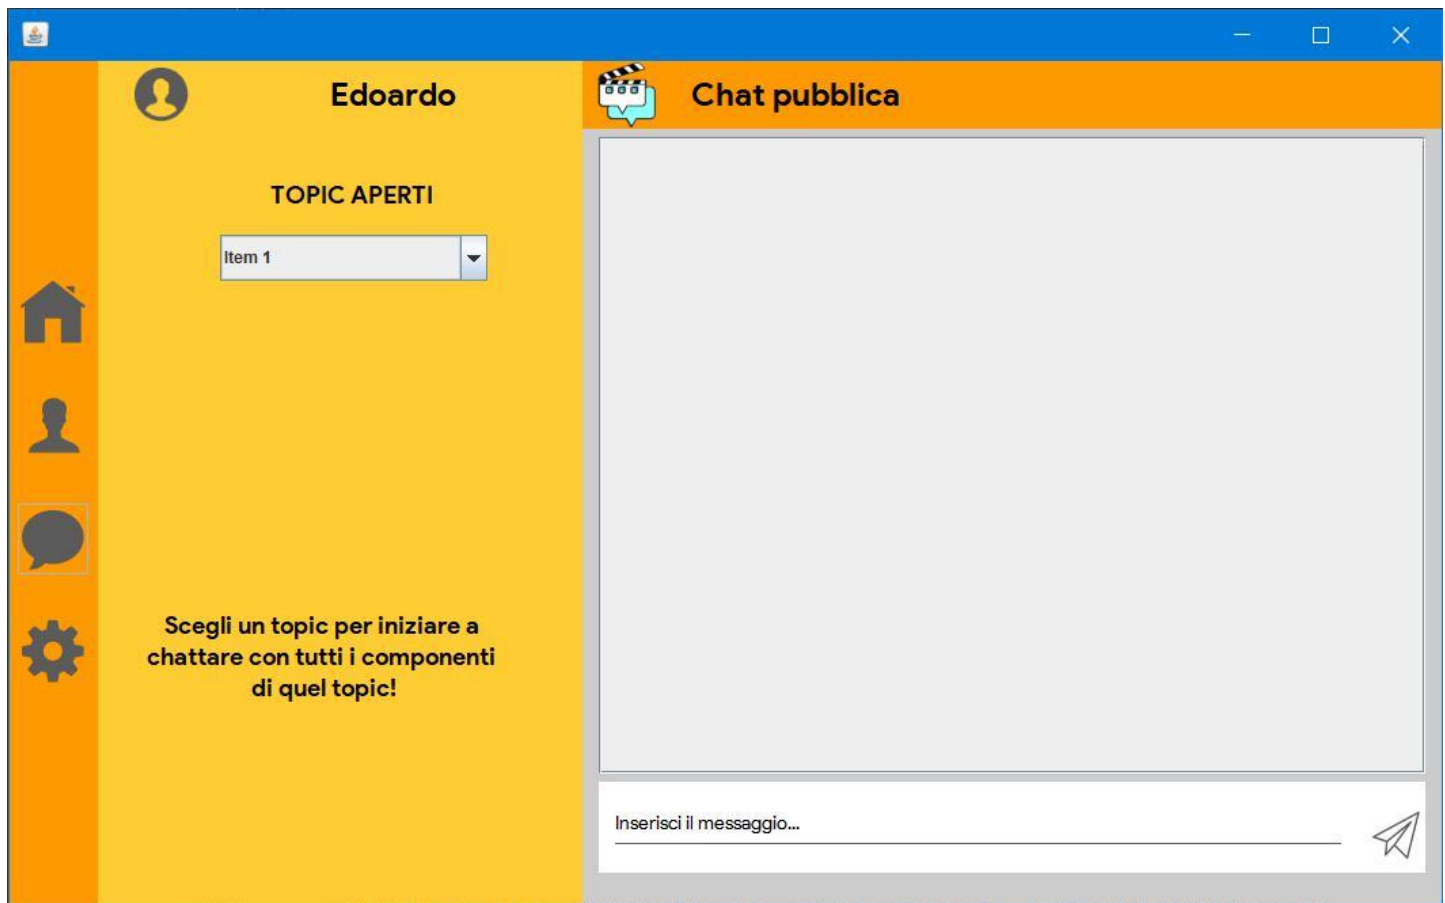 Edoardo
Chat pubblica
TOPIC APERTI
Item 1
Scegli un topic per iniziare a
chattare con tutti i componenti
di quel topic!
Inserisci il messaggio...